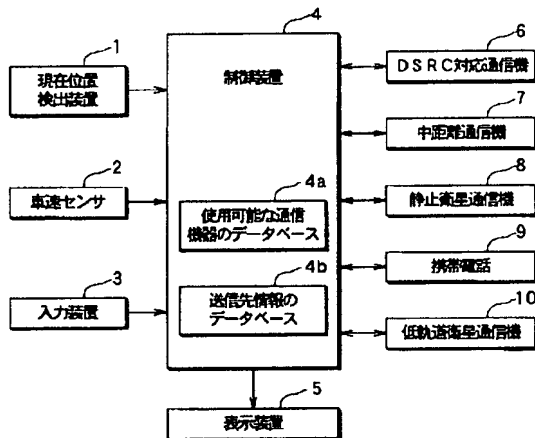 1
現在位置
検出装置
2
車速センサ
3
入力装置
4
制御装置
4a
使用可能な通信
機器のデータベース
4b
送信先情報の
データベース
5
表示装置
6
DSRC対応通信機
7
中距離通信機
8
静止衛星通信機
9
携帯電話
10
低軌道衛星通信機